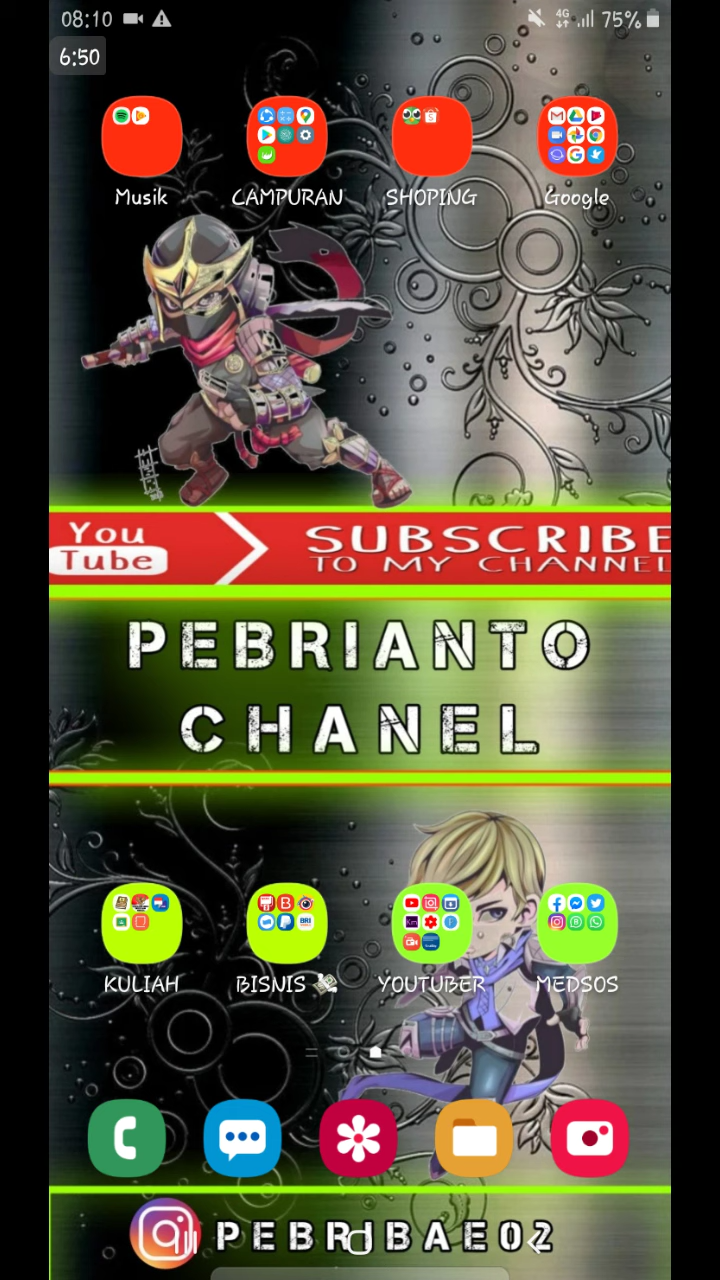 08:10 4G 75%
6:50
Musik CAMPURAN SHOPING Google
You
Tube
SUBSCRIBE
TO MY CHANNEL
PEBRIANTO
CHANEL
KULIAH BISNIS 💸 YOUTUBER MEDSOS
PEBRIBAE02